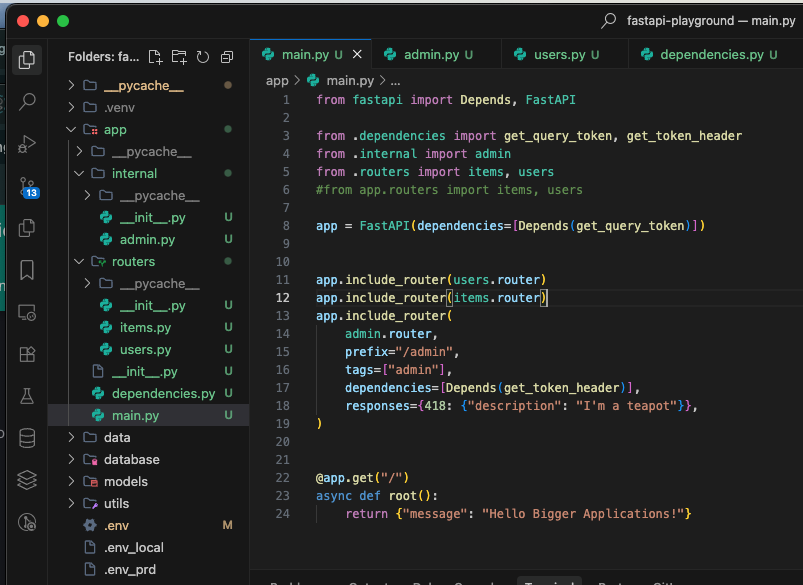 fastapi-playground — main.py
Folders: fa...
__pycache__
.venv
app
__pycache__
internal
__pycache__
__init__.py U
admin.py U
routers
__pycache__
__init__.py U
items.py U
users.py U
__init__.py U
dependencies.py U
main.py U
data
database
models
utils
.env M
.env_local
.env_prd
13
main.py U
admin.py U
users.py U
dependencies.py U
app > main.py > ...
1 from fastapi import Depends, FastAPI
2
3 from .dependencies import get_query_token, get_token_header
4 from .internal import admin
5 from .routers import items, users
6 #from app.routers import items, users
7
8 app = FastAPI(dependencies=[Depends(get_query_token)])
9
10
11 app.include_router(users.router)
12 app.include_router(items.router)
13 app.include_router(
14     admin.router,
15     prefix="/admin",
16     tags=["admin"],
17     dependencies=[Depends(get_token_header)],
18     responses={418: {"description": "I'm a teapot"}},
19 )
20
21
22 @app.get("/")
23 async def root():
24     return {"message": "Hello Bigger Applications!"}